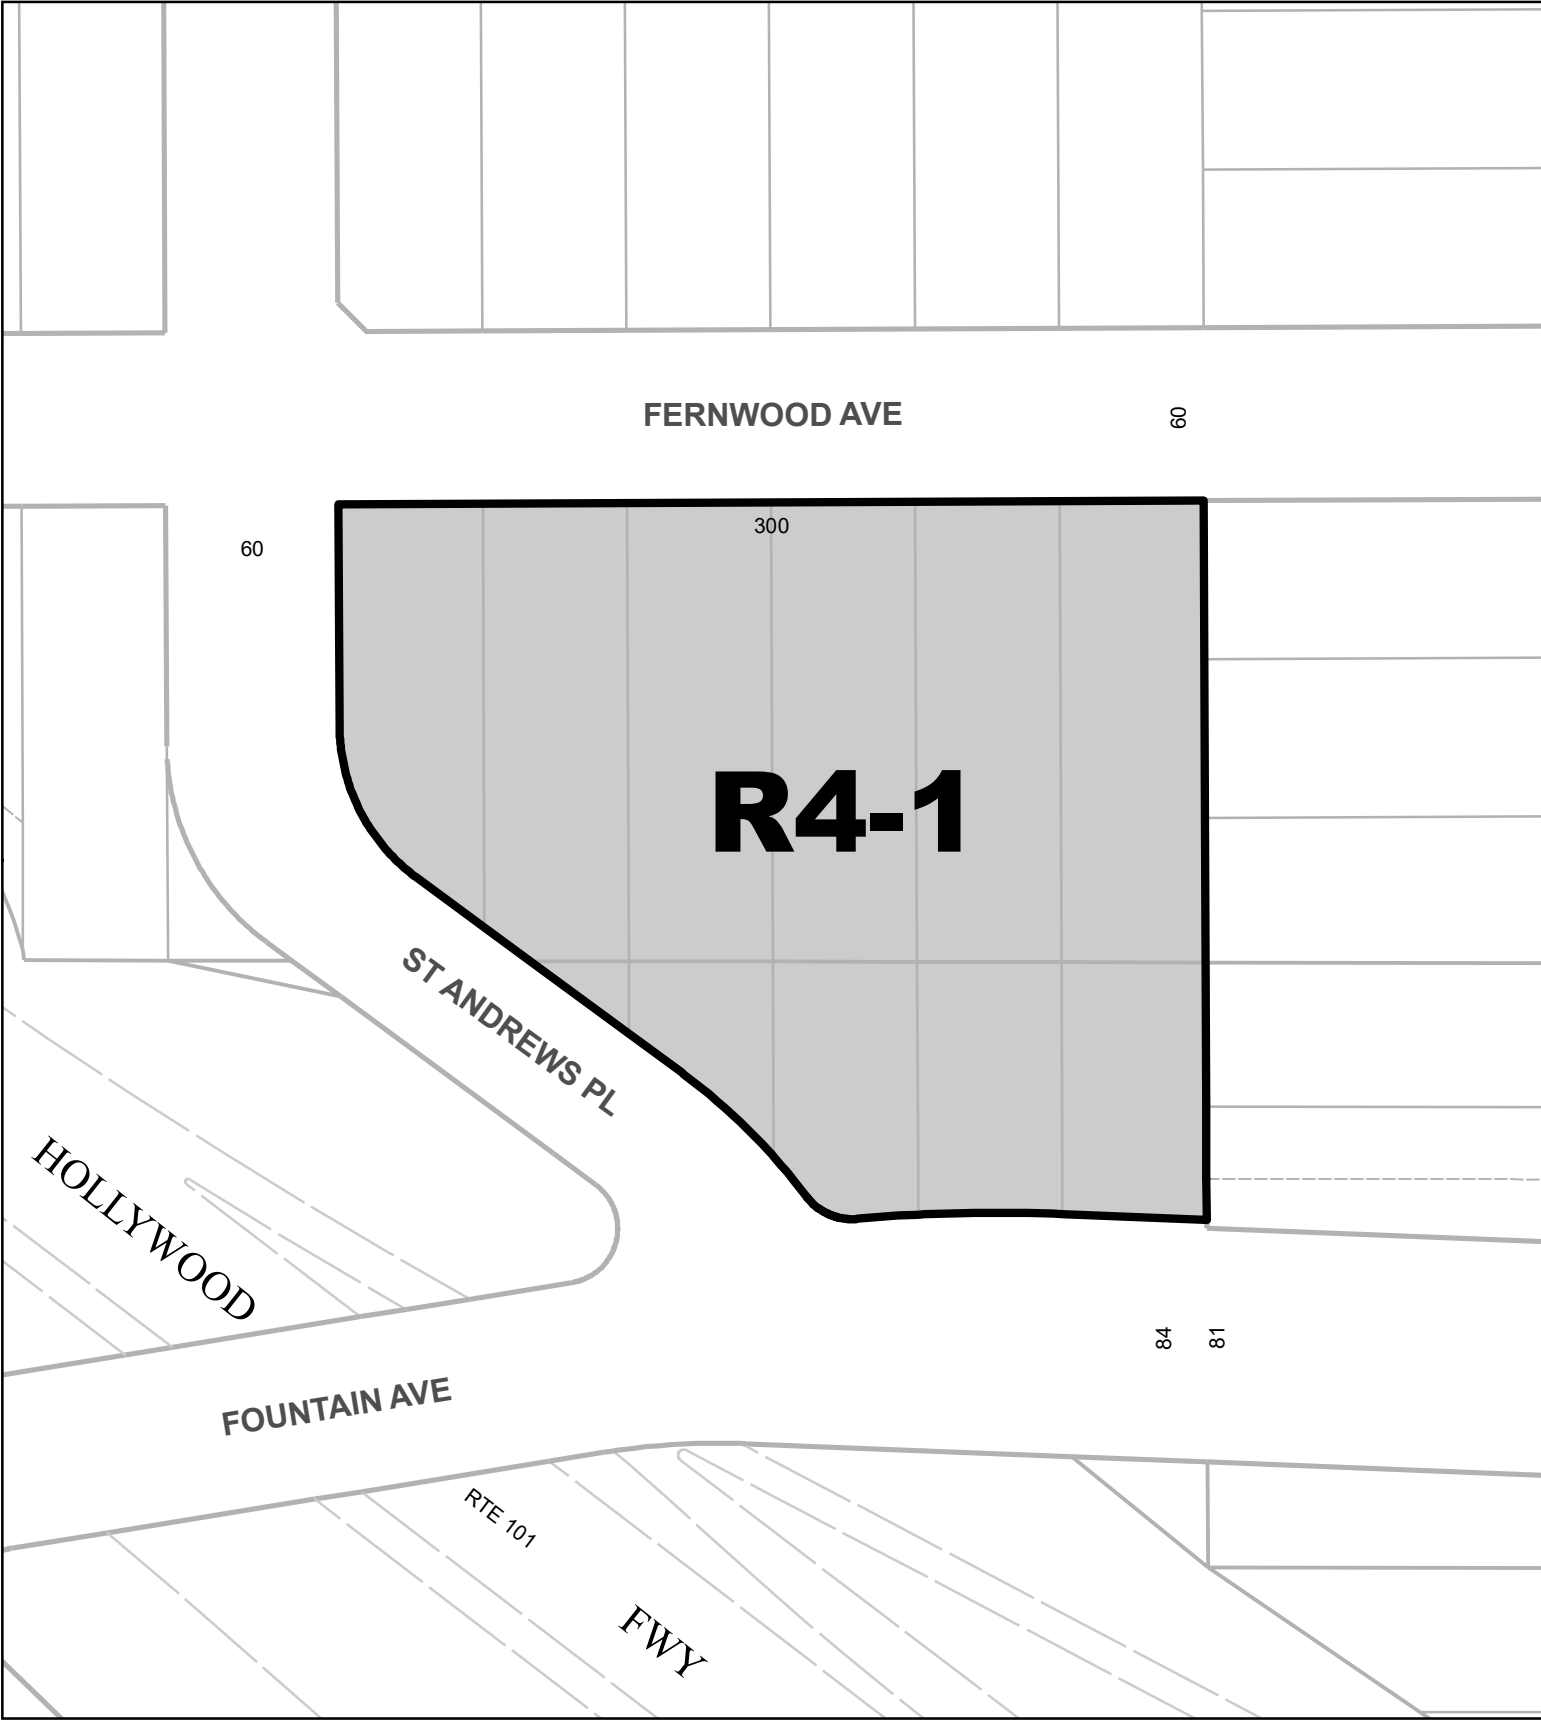 FERNWOOD AVE
60
300
60
R4-1
ST ANDREWS PL
HOLLYWOOD
84
81
FOUNTAIN AVE
RTE 101
FWY